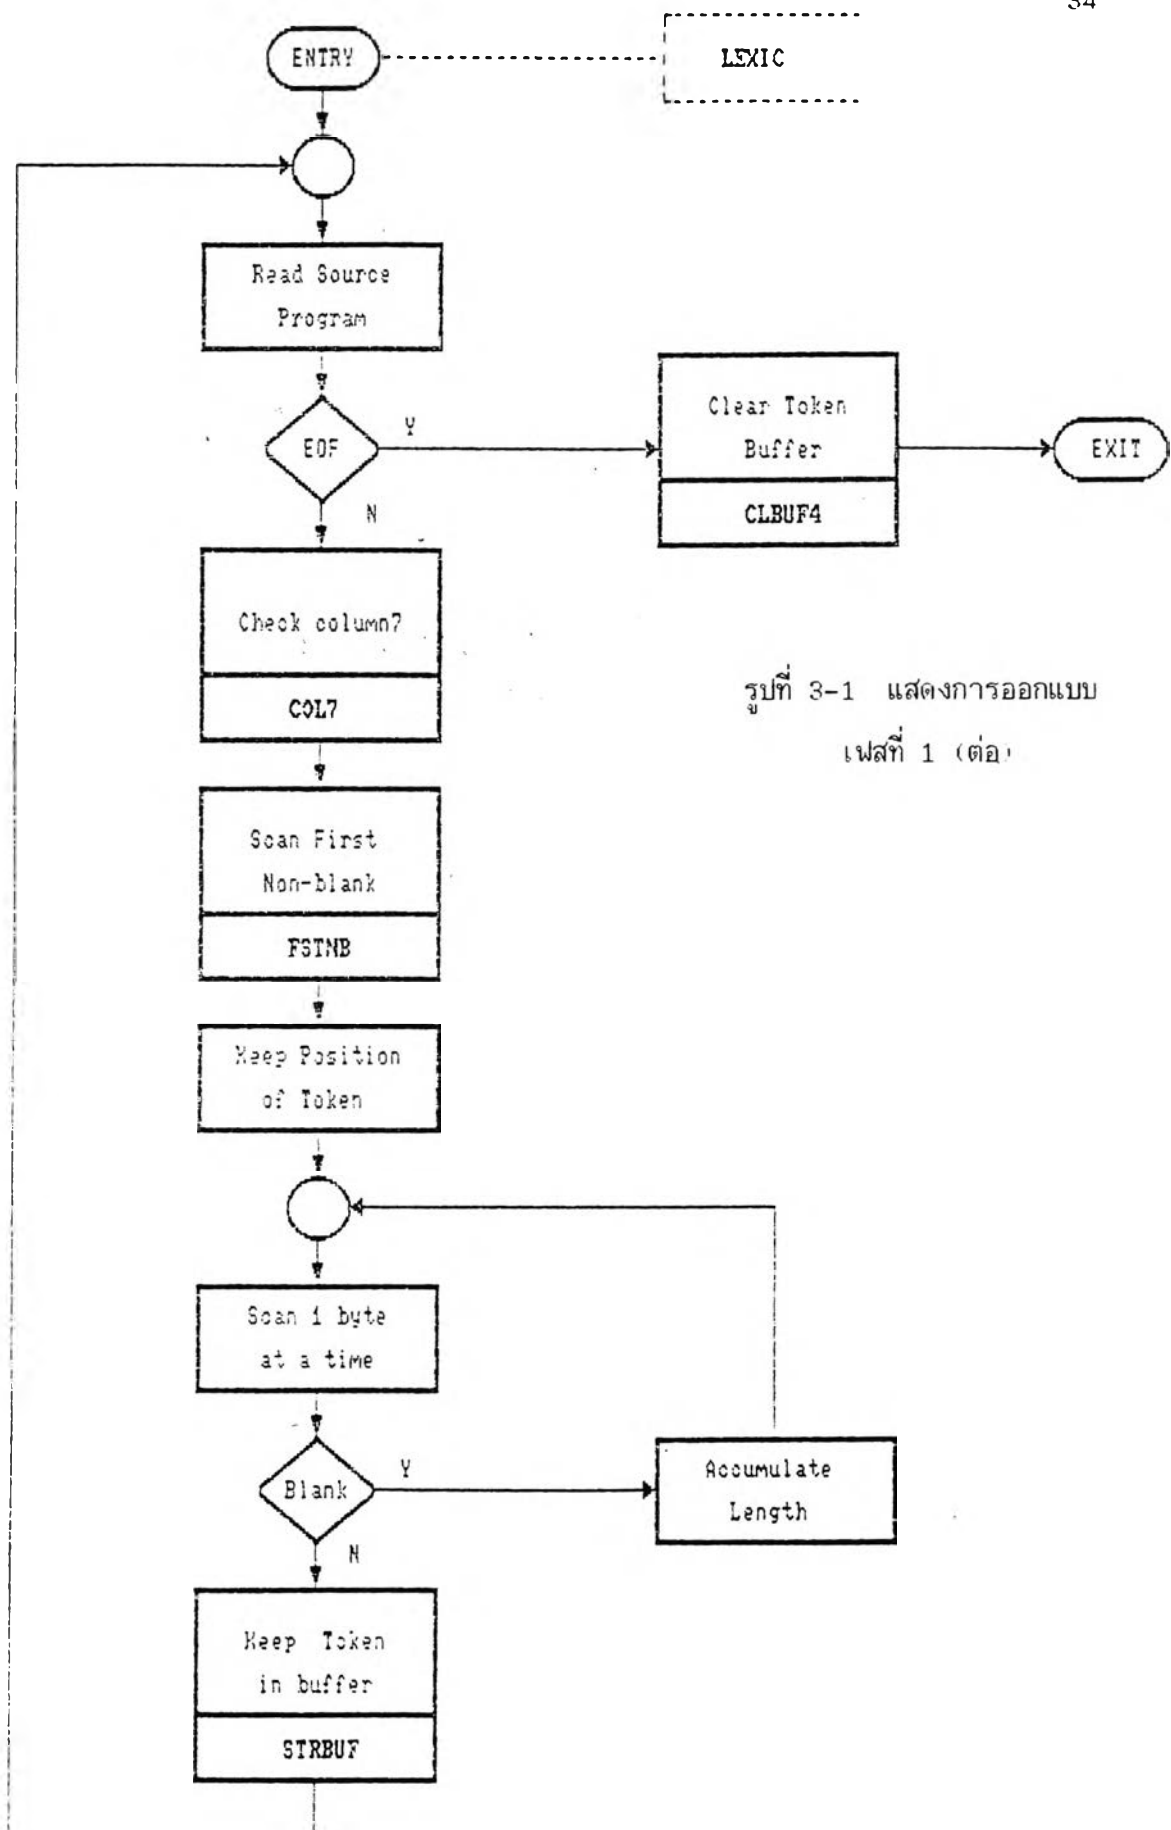 34
ENTRY
LEXIC
Read Source
Program
EOF
Y
N
Clear Token
Buffer
CLBUF4
EXIT
Check column?
COL7
รูปที่ 3-1 แสดงการออกแบบ
เฟสที่ 1 (ต่อ)
Scan First
Non-blank
FSTNB
Keep Position
of Token
Scan 1 byte
at a time
Blank
Y
N
Accumulate
Length
Keep Token
in buffer
STRBUF